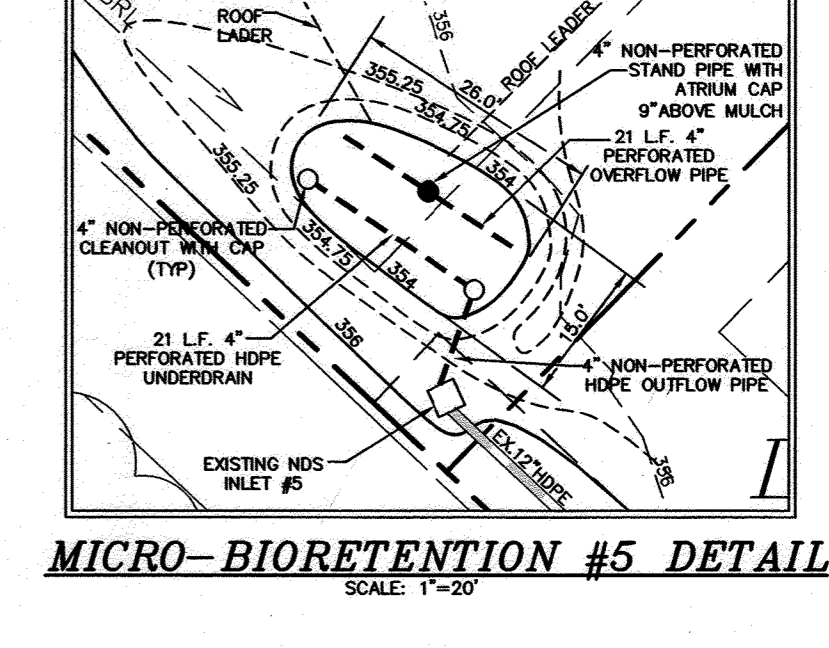 ROOF
LADER
356
ROOF LEADER
4" NON-PERFORATED
STAND PIPE WITH
ATRIUM CAP
9"ABOVE MULCH
355.25
26.0'
354.75
21 L.F. 4"
PERFORATED
OVERFLOW PIPE
354
355.25
4" NON-PERFORATED
CLEANOUT WITH CAP
(TYP)
354.75
354
15.0'
356
21 L.F. 4"
PERFORATED HDPE
UNDERDRAIN
4" NON-PERFORATED
HDPE OUTFLOW PIPE
EXISTING NDS
INLET #5
EX.12"HDPE
356
MICRO-BIORETENTION #5 DETAIL
SCALE: 1"=20'